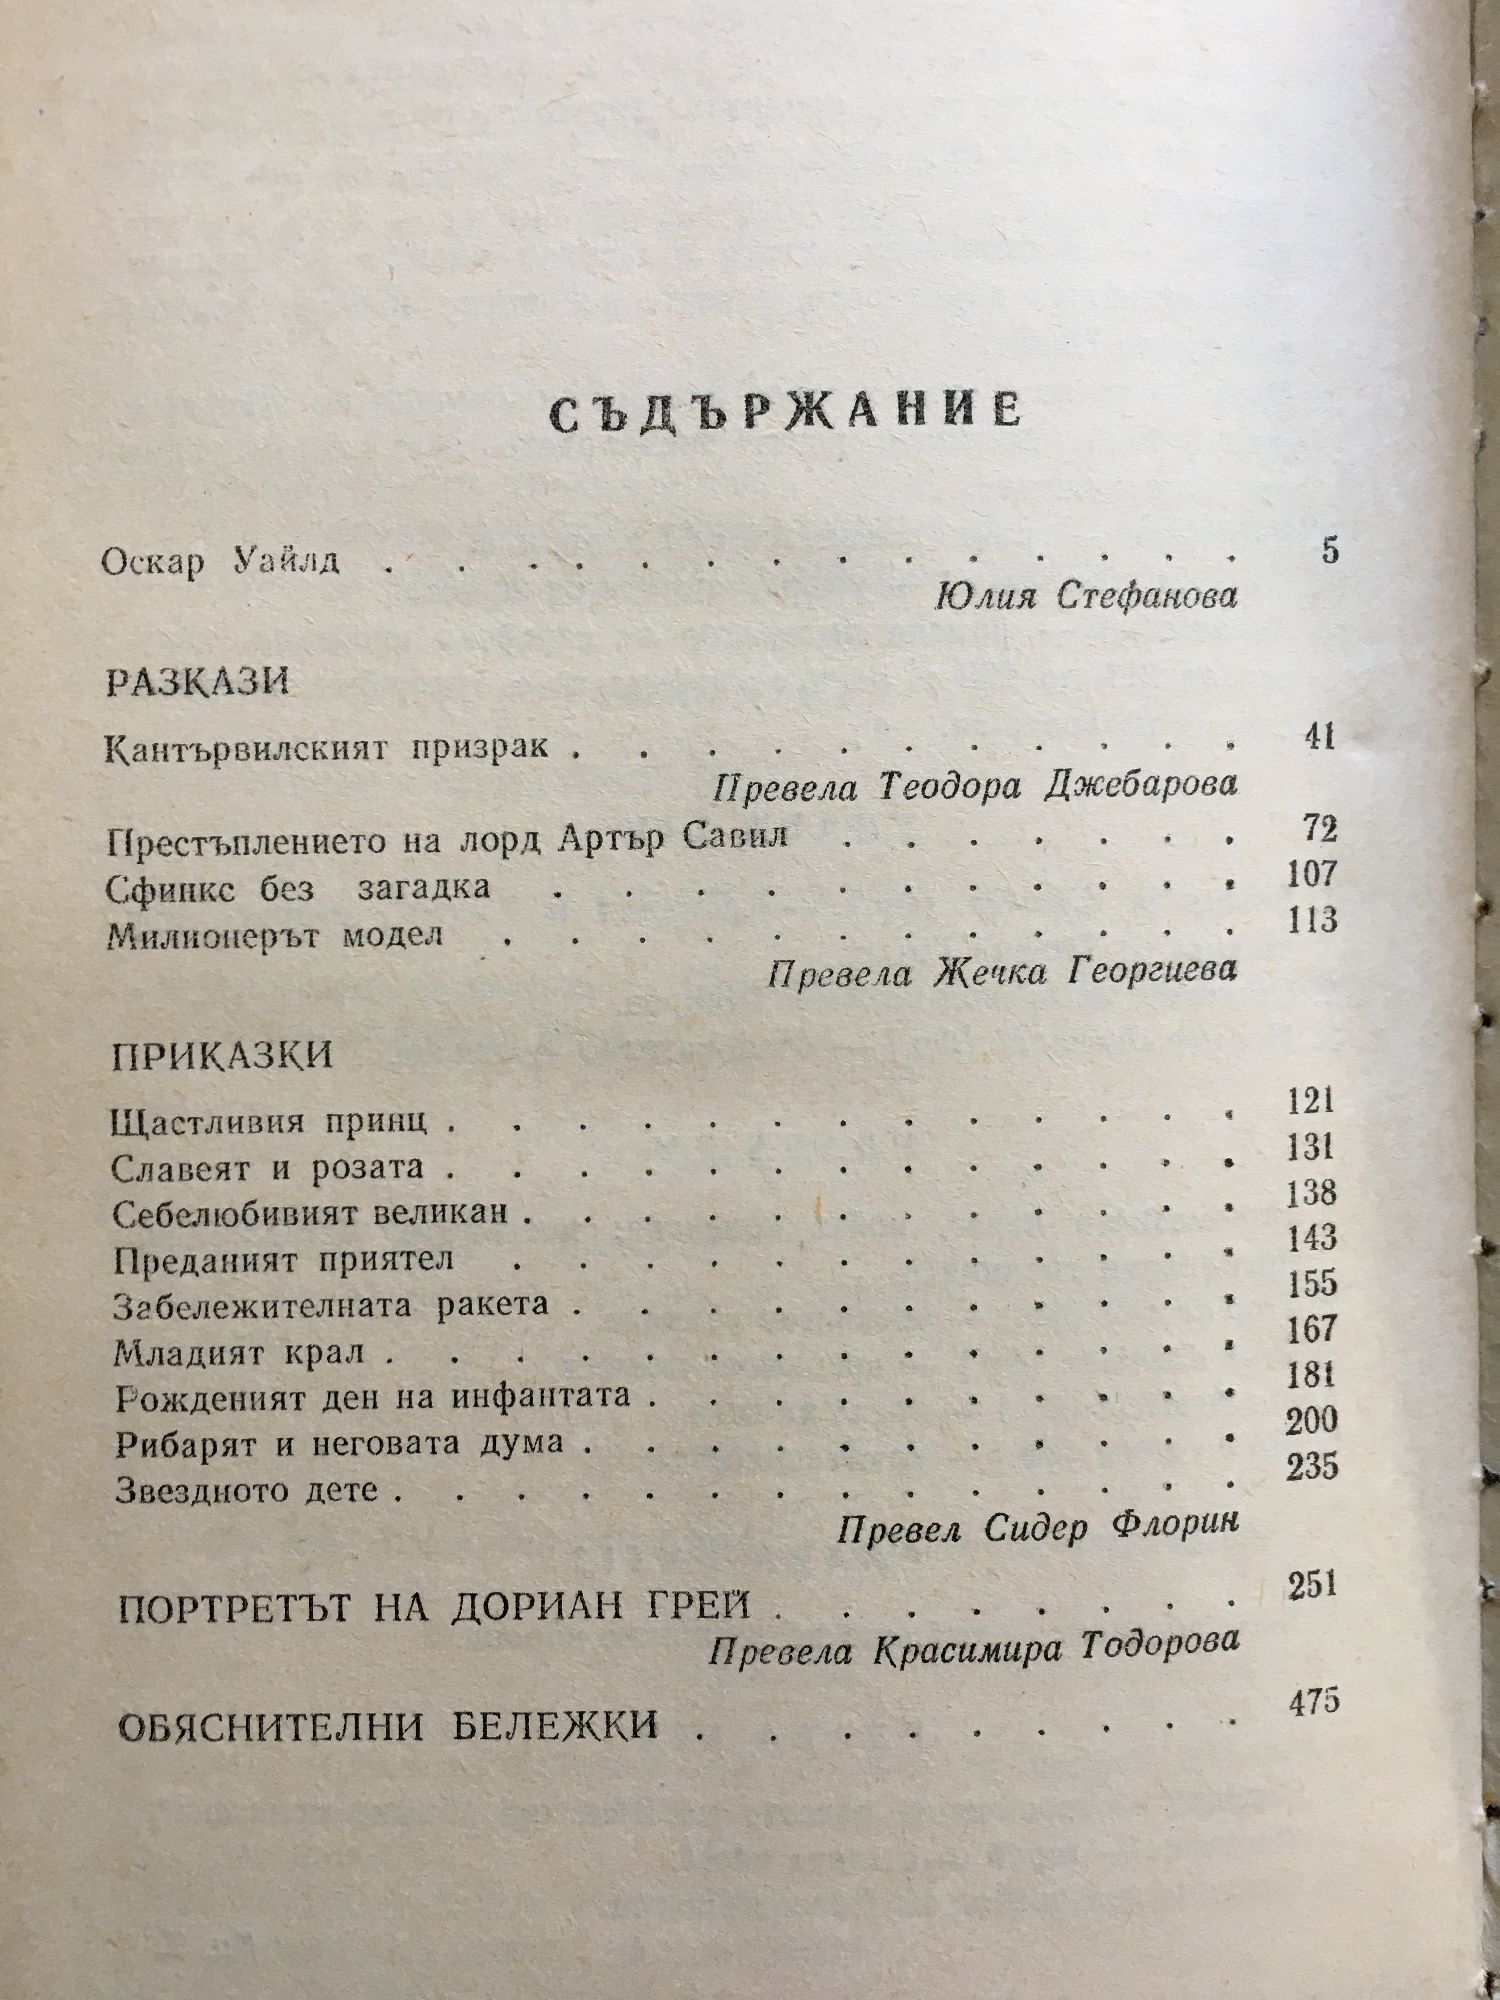 СЪДЪРЖАНИЕ
Оскар Уайлд . . . . . . . . . . . . . . 5
Юлия Стефанова
РАЗКАЗИ
Кантървилският призрак . . . . . . . . . . . 41
Превела Теодора Джебарова
Престъплението на лорд Артър Савил . . . . . . . 72
Сфинкс без загадка . . . . . . . . . . . 107
Милионерът модел . . . . . . . . . . . . 113
Превела Жечка Георгиева
ПРИКАЗКИ
Щастливия принц . . . . . . . . . . . . . 121
Славеят и розата . . . . . . . . . . . . . 131
Себелюбивият великан . . . . . . . . . . . . 138
Преданият приятел . . . . . . . . . . . . 143
Забележителната ракета . . . . . . . . . . . 155
Младият крал . . . . . . . . . . . . . . 167
Рожденият ден на инфантата . . . . . . . . . . 181
Рибарят и неговата дума . . . . . . . . . . . 200
Звездното дете . . . . . . . . . . . . . . 235
Превел Сидер Флорин
ПОРТРЕТЪТ НА ДОРИАН ГРЕЙ . . . . . . . . 251
Превела Красимира Тодорова
ОБЯСНИТЕЛНИ БЕЛЕЖКИ . . . . . . . . . 475